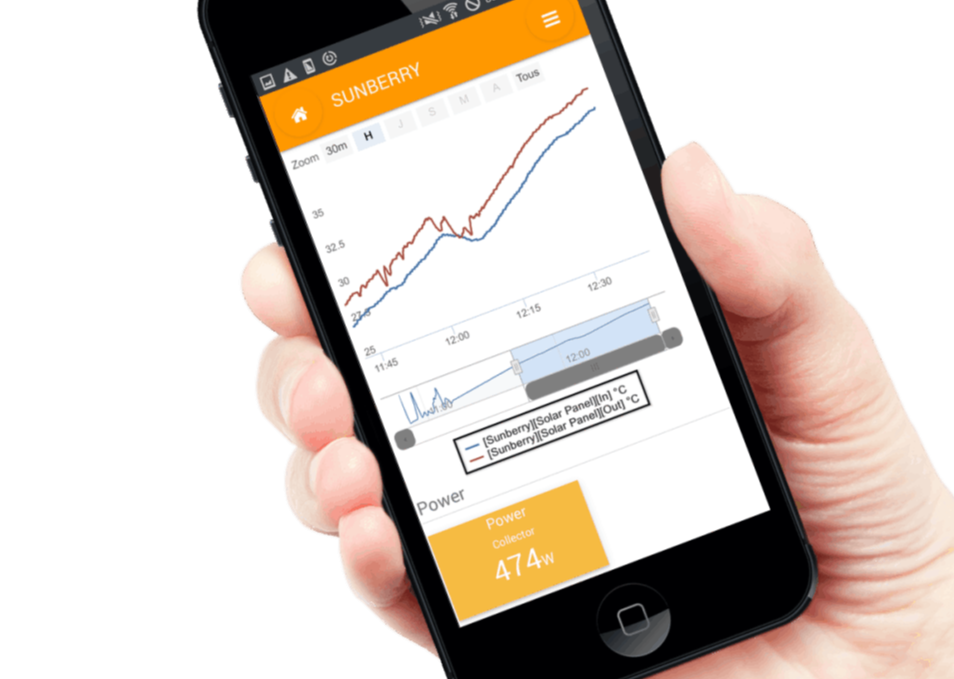 SUNBERRY
Zoom 30m H J S M A Tous
35
32.5
30
27.5
25
11:45 12:00 12:15 12:30
12:00
[Sunberry][Solar Panel][In] °C
[Sunberry][Solar Panel][Out] °C
Power
Power
Collector
474W